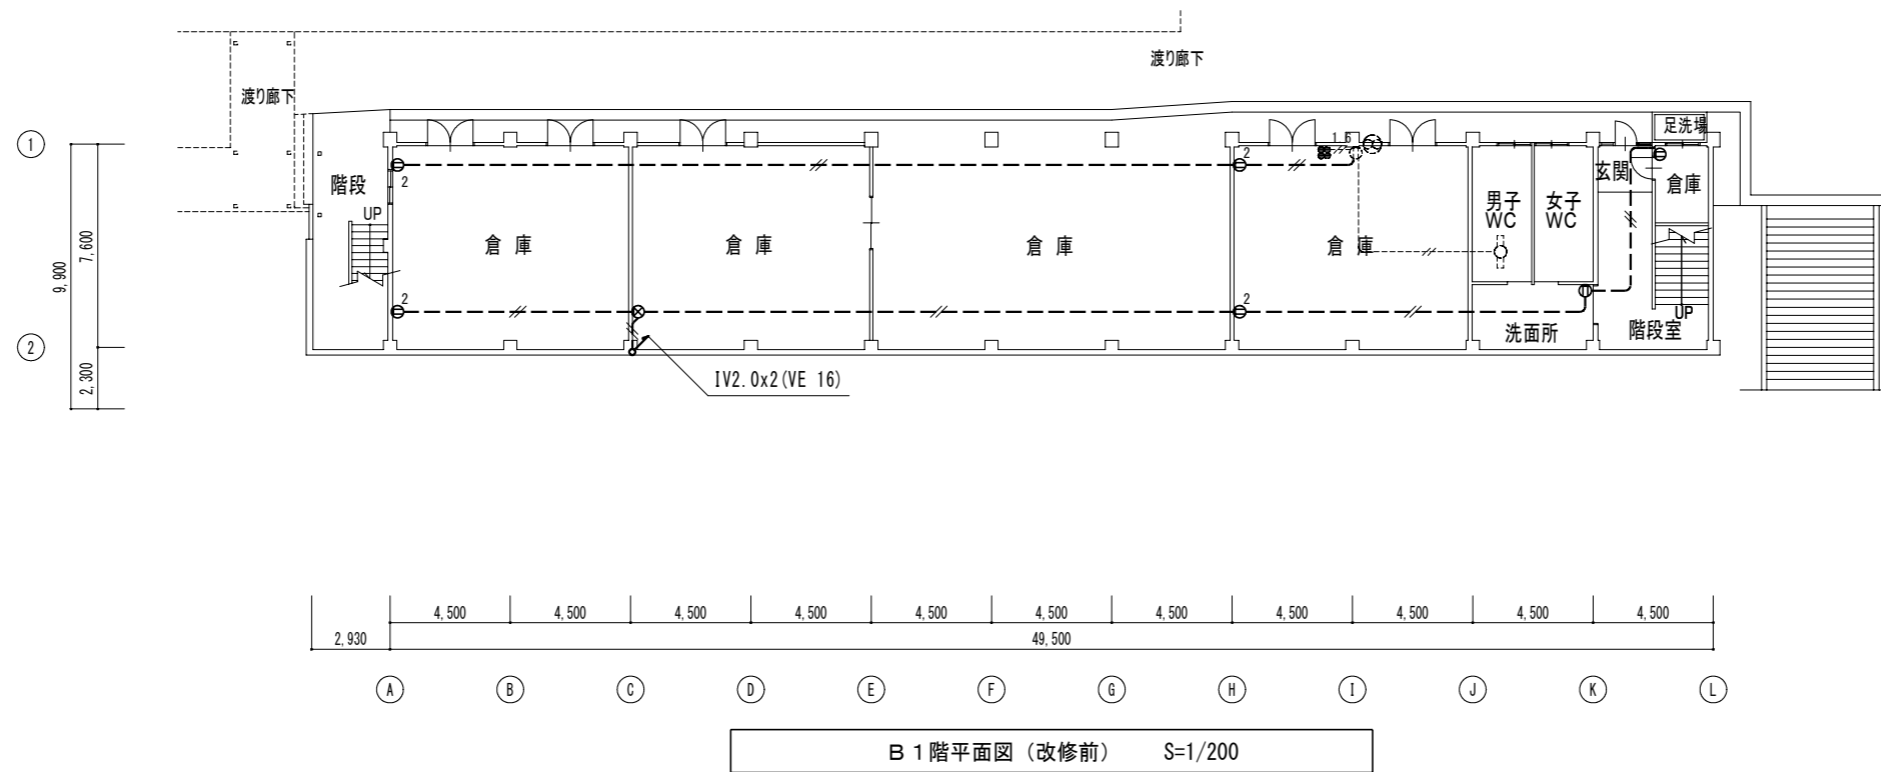 渡り廊下
渡り廊下
足洗場
1
1.6
階段
2
2
玄関
倉庫
UP
男子
WC
女子
WC
7,600
9,900
倉 庫
倉 庫
倉 庫
倉 庫
2
2
UP
2
洗面所
階段室
2,300
IV2.0x2(VE 16)
4,500
4,500
4,500
4,500
4,500
4,500
4,500
4,500
4,500
4,500
4,500
2,930
49,500
A
B
C
D
E
F
G
H
I
J
K
L
B1階平面図(改修前) S=1/200